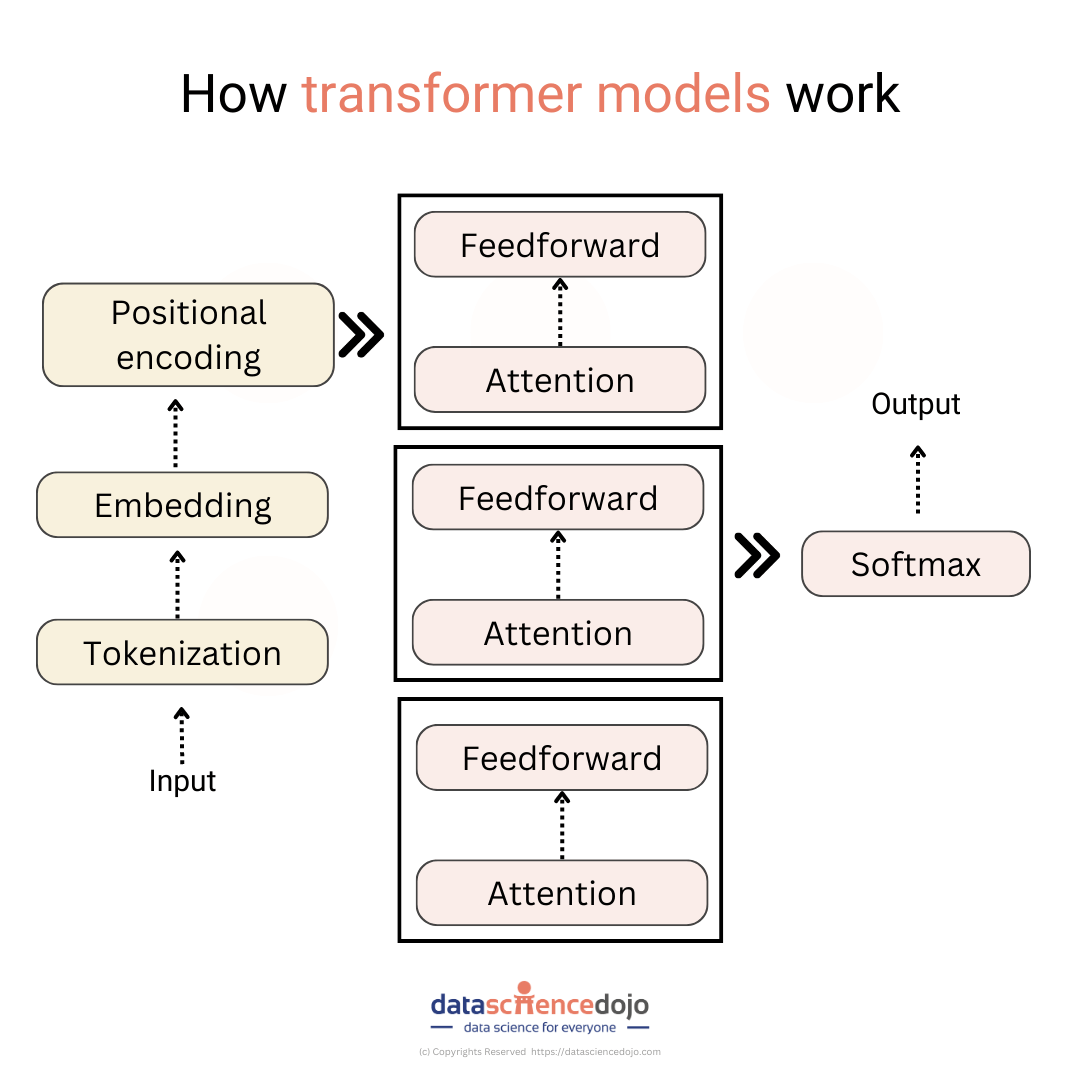 How transformer models work
Positional
encoding
Embedding
Tokenization
Input
Feedforward
Attention
Feedforward
Attention
Feedforward
Attention
Output
Softmax
datasciencedojo
data science for everyone
(c) Copyrights Reserved https://datasciencedojo.com